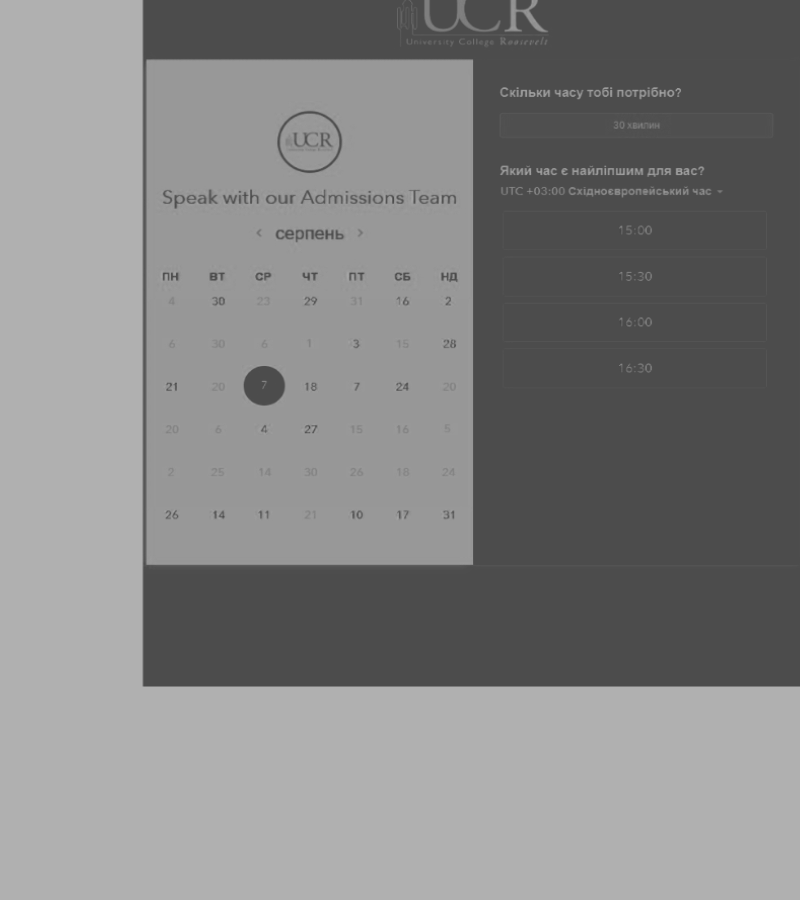 UCR
University College Roosevelt
UCR
Speak with our Admissions Team
серпень
ПН ВТ СР ЧТ ПТ СБ НД
4 30 23 29 31 16 2
6 30 6 1 3 15 28
21 20 7 18 7 24 20
20 6 4 27 15 16 5
2 25 14 30 26 18 24
26 14 11 21 10 17 31
Скільки часу тобі потрібно?
30 хвилин
Який час є найліпшим для вас?
UTC +03:00 Східноєвропейський час
15:00
15:30
16:00
16:30